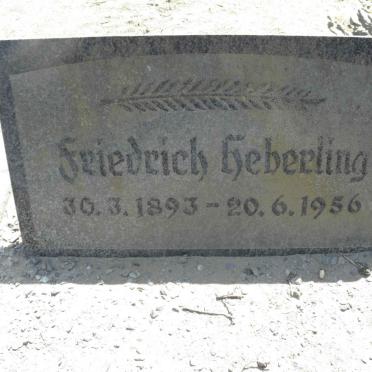 Friedrich Heberling
30.3.1893 – 20.6.1956